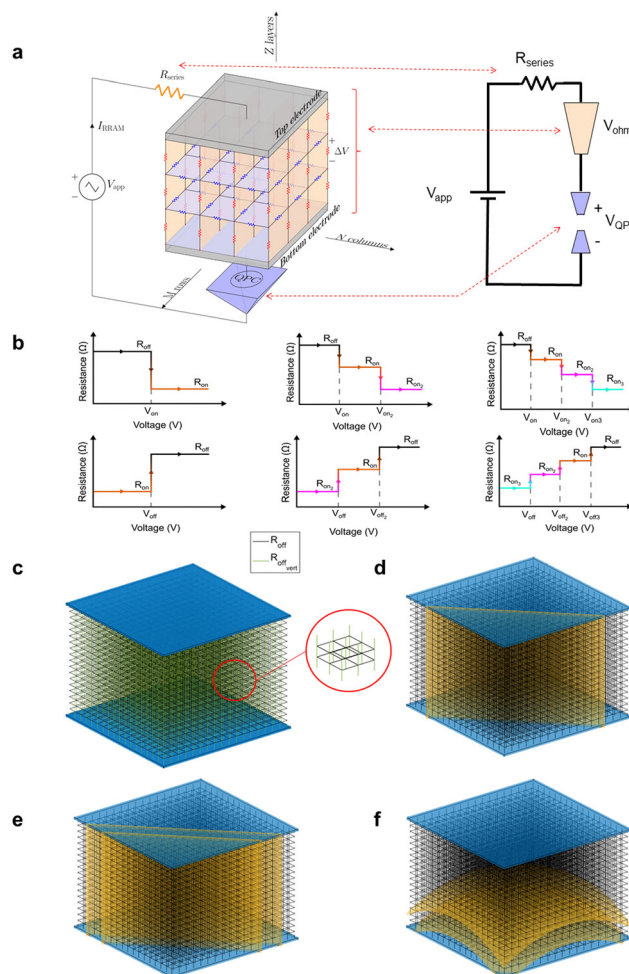 a
Z layers
R_series
R_series
Top electrode
I_RRAM
+
ΔV
−
V_ohm
+
V_app
−
V_app
+
V_QP
-
Bottom electrode
N columns
QPC
M rows
b
Resistance (Ω)
R_off
R_on
V_on
Voltage (V)
Resistance (Ω)
R_off
R_on
R_on₂
V_on
V_on₂
Voltage (V)
Resistance (Ω)
R_off
R_on
R_on₂
R_on₃
V_on
V_on₂
V_on3
Voltage (V)
Resistance (Ω)
R_off
R_on
V_off
Voltage (V)
Resistance (Ω)
R_off
R_on
R_on₂
V_off
V_off₂
Voltage (V)
Resistance (Ω)
R_off
R_on
R_on₂
R_on₃
V_off
V_off₂
V_off3
Voltage (V)
R_off
R_off_vert
c
d
e
f